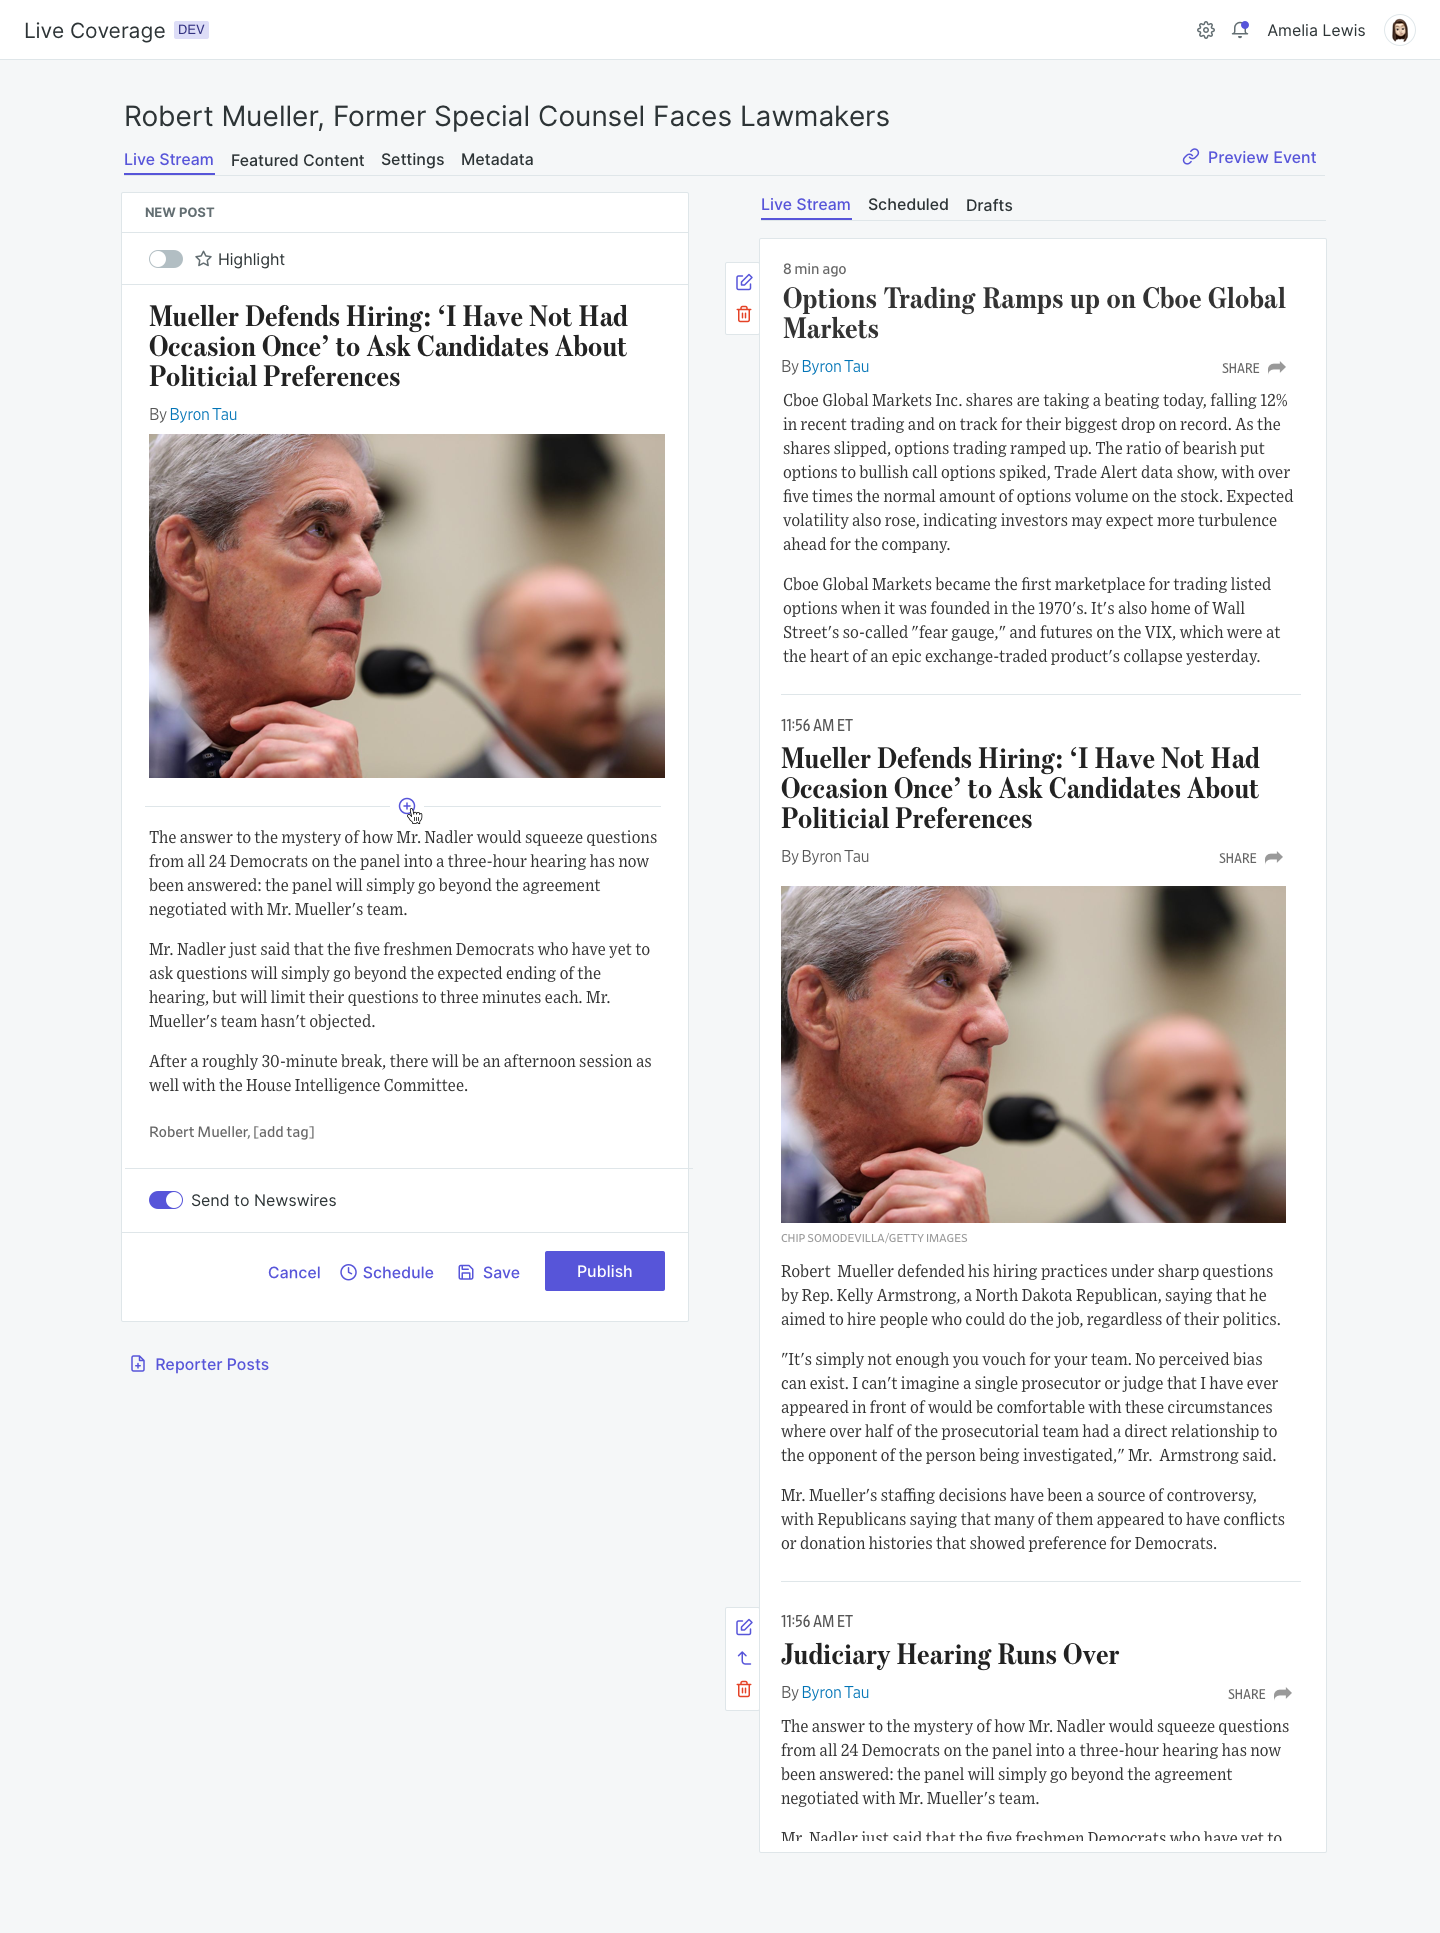 Live Coverage DEV
Amelia Lewis
Robert Mueller, Former Special Counsel Faces Lawmakers
Live Stream Featured Content Settings Metadata
Preview Event
NEW POST
Highlight
Mueller Defends Hiring: ‘I Have Not Had
Occasion Once’ to Ask Candidates About
Politicial Preferences
By Byron Tau
The answer to the mystery of how Mr. Nadler would squeeze questions
from all 24 Democrats on the panel into a three-hour hearing has now
been answered: the panel will simply go beyond the agreement
negotiated with Mr. Mueller's team.
Mr. Nadler just said that the five freshmen Democrats who have yet to
ask questions will simply go beyond the expected ending of the
hearing, but will limit their questions to three minutes each. Mr.
Mueller's team hasn't objected.
After a roughly 30-minute break, there will be an afternoon session as
well with the House Intelligence Committee.
Robert Mueller, [add tag]
Send to Newswires
Cancel Schedule Save Publish
Reporter Posts
Live Stream Scheduled Drafts
8 min ago
Options Trading Ramps up on Cboe Global
Markets
By Byron Tau
SHARE
Cboe Global Markets Inc. shares are taking a beating today, falling 12%
in recent trading and on track for their biggest drop on record. As the
shares slipped, options trading ramped up. The ratio of bearish put
options to bullish call options spiked, Trade Alert data show, with over
five times the normal amount of options volume on the stock. Expected
volatility also rose, indicating investors may expect more turbulence
ahead for the company.
Cboe Global Markets became the first marketplace for trading listed
options when it was founded in the 1970's. It's also home of Wall
Street's so-called "fear gauge," and futures on the VIX, which were at
the heart of an epic exchange-traded product's collapse yesterday.
11:56 AM ET
Mueller Defends Hiring: ‘I Have Not Had
Occasion Once’ to Ask Candidates About
Politicial Preferences
By Byron Tau
SHARE
CHIP SOMODEVILLA/GETTY IMAGES
Robert  Mueller defended his hiring practices under sharp questions
by Rep. Kelly Armstrong, a North Dakota Republican, saying that he
aimed to hire people who could do the job, regardless of their politics.
"It's simply not enough you vouch for your team. No perceived bias
can exist. I can't imagine a single prosecutor or judge that I have ever
appeared in front of would be comfortable with these circumstances
where over half of the prosecutorial team had a direct relationship to
the opponent of the person being investigated," Mr.  Armstrong said.
Mr. Mueller's staffing decisions have been a source of controversy,
with Republicans saying that many of them appeared to have conflicts
or donation histories that showed preference for Democrats.
11:56 AM ET
Judiciary Hearing Runs Over
By Byron Tau
SHARE
The answer to the mystery of how Mr. Nadler would squeeze questions
from all 24 Democrats on the panel into a three-hour hearing has now
been answered: the panel will simply go beyond the agreement
negotiated with Mr. Mueller's team.
Mr. Nadler just said that the five freshmen Democrats who have yet to